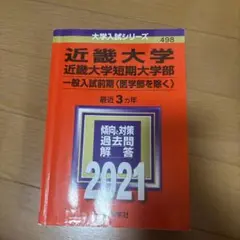 大学入試シリーズ
498
近畿大学
近畿大学短期大学部
一般入試前期〈医学部を除く〉
最近3カ年
傾向と対策
過去問
解答
2021
学社